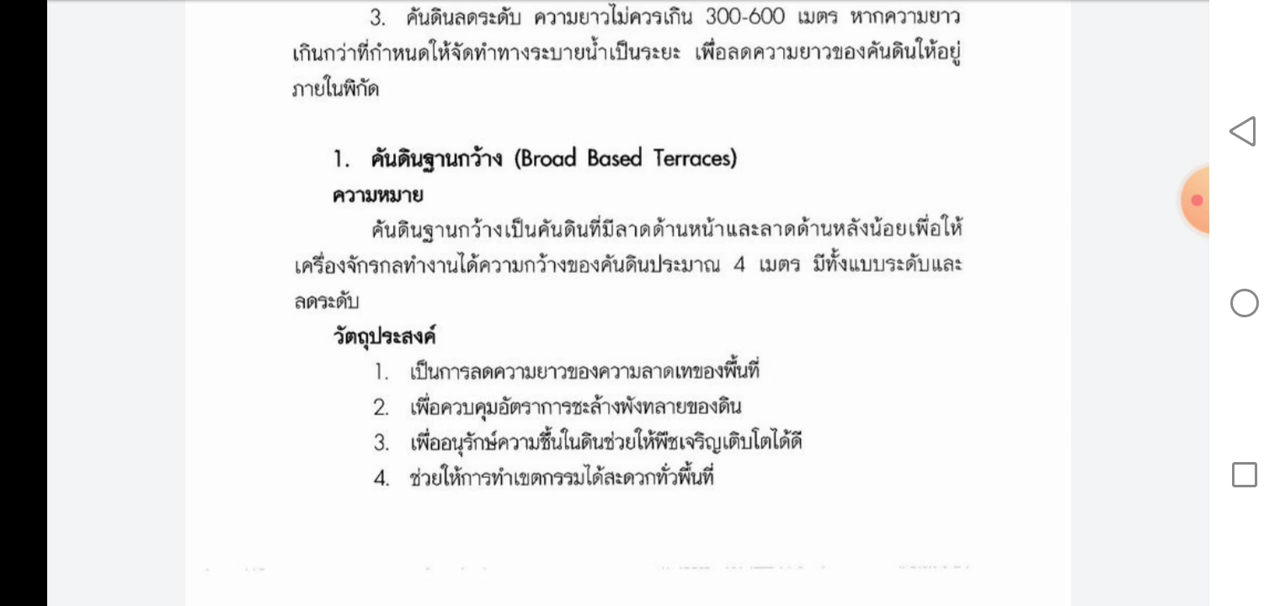 3. คันดินลดระดับ ความยาวไม่ควรเกิน 300-600 เมตร หากความยาว
เกินกว่าที่กำหนดให้จัดทำทางระบายน้ำเป็นระยะ เพื่อลดความยาวของคันดินให้อยู่
ภายในพิกัด
1. คันดินฐานกว้าง (Broad Based Terraces)
ความหมาย
คันดินฐานกว้างเป็นคันดินที่มีลาดด้านหน้าและลาดด้านหลังน้อยเพื่อให้
เครื่องจักรกลทำงานได้ความกว้างของคันดินประมาณ 4 เมตร มีทั้งแบบระดับและ
ลดระดับ
วัตถุประสงค์
1. เป็นการลดความยาวของความลาดเทของพื้นที่
2. เพื่อควบคุมอัตราการชะล้างพังทลายของดิน
3. เพื่ออนุรักษ์ความชื้นในดินช่วยให้พืชเจริญเติบโตได้ดี
4. ช่วยให้การทำเขตกรรมได้สะดวกทั่วพื้นที่